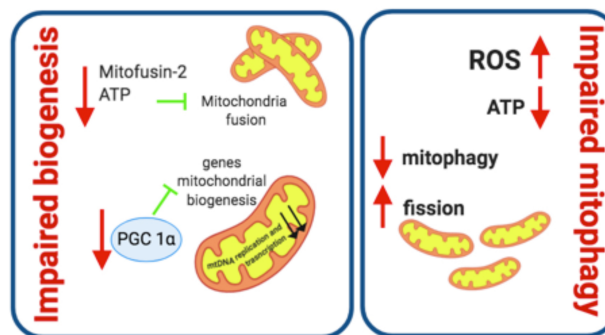 Impaired biogenesis
Mitofusin-2
ATP
Mitochondria
fusion
genes
mitochondrial
biogenesis
PGC 1α
mtDNA replication and
trasncription
ROS
ATP
mitophagy
fission
Impaired mitophagy